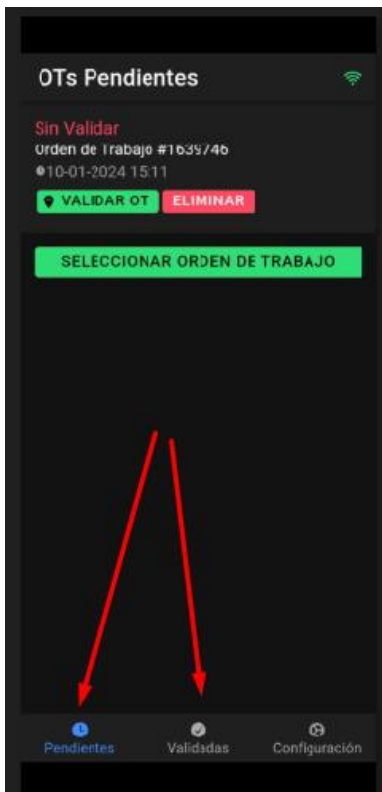 OTs Pendientes
Sin Validar
Orden de Trabajo #1639746
10-01-2024 15:11
VALIDAR OT ELIMINAR
SELECCIONAR ORDEN DE TRABAJO
Pendientes Validadas Configuración